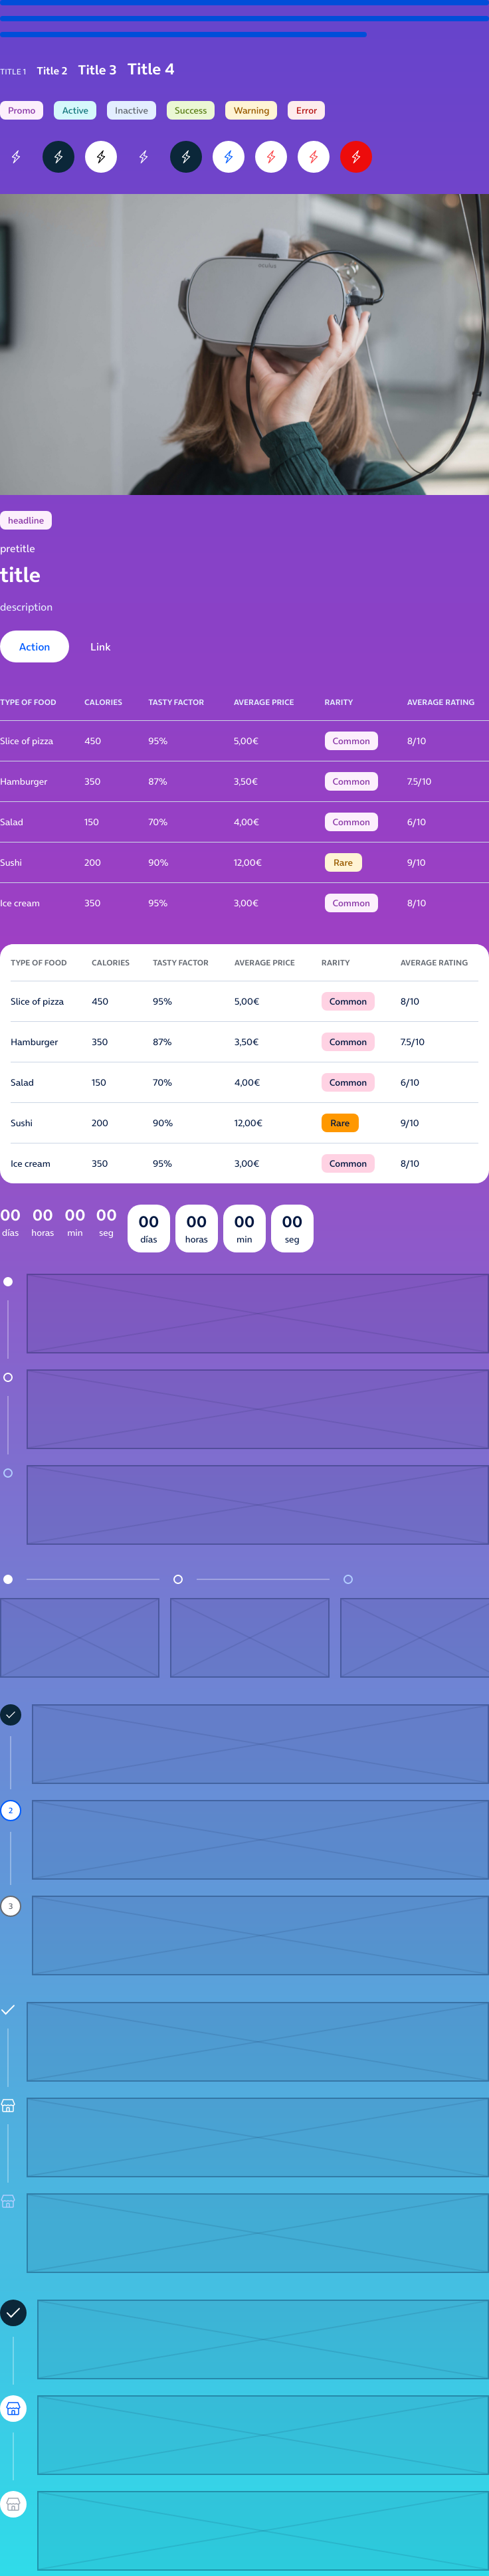 TITLE 1 Title 2 Title 3 Title 4
Promo Active Inactive Success Warning Error
oculus
headline
pretitle
title
description
Action Link
TYPE OF FOOD CALORIES TASTY FACTOR AVERAGE PRICE RARITY AVERAGE RATING
Slice of pizza 450 95% 5,00€ Common 8/10
Hamburger 350 87% 3,50€ Common 7.5/10
Salad 150 70% 4,00€ Common 6/10
Sushi 200 90% 12,00€ Rare 9/10
Ice cream 350 95% 3,00€ Common 8/10
TYPE OF FOOD CALORIES TASTY FACTOR AVERAGE PRICE RARITY AVERAGE RATING
Slice of pizza 450 95% 5,00€ Common 8/10
Hamburger 350 87% 3,50€ Common 7.5/10
Salad 150 70% 4,00€ Common 6/10
Sushi 200 90% 12,00€ Rare 9/10
Ice cream 350 95% 3,00€ Common 8/10
00 00 00 00 00 00 00 00
días horas min seg días horas min seg
2
3